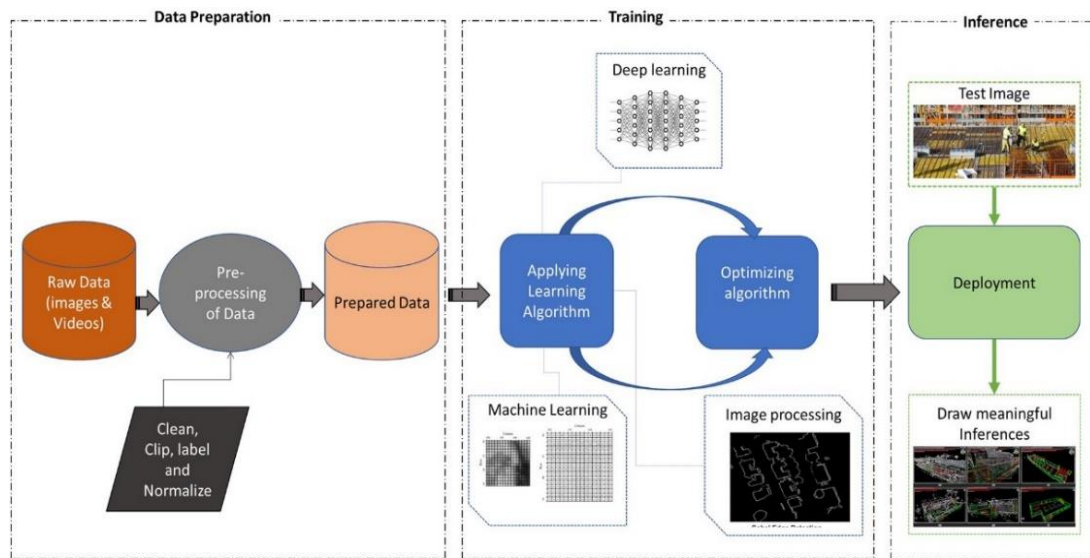 Data Preparation
Training
Inference
Raw Data
(images &
Videos)
Pre-
processing
of Data
Prepared Data
Clean,
Clip, label
and
Normalize
Deep learning
Applying
Learning
Algorithm
Optimizing
algorithm
Machine Learning
Image processing
Test Image
Deployment
Draw meaningful
Inferences